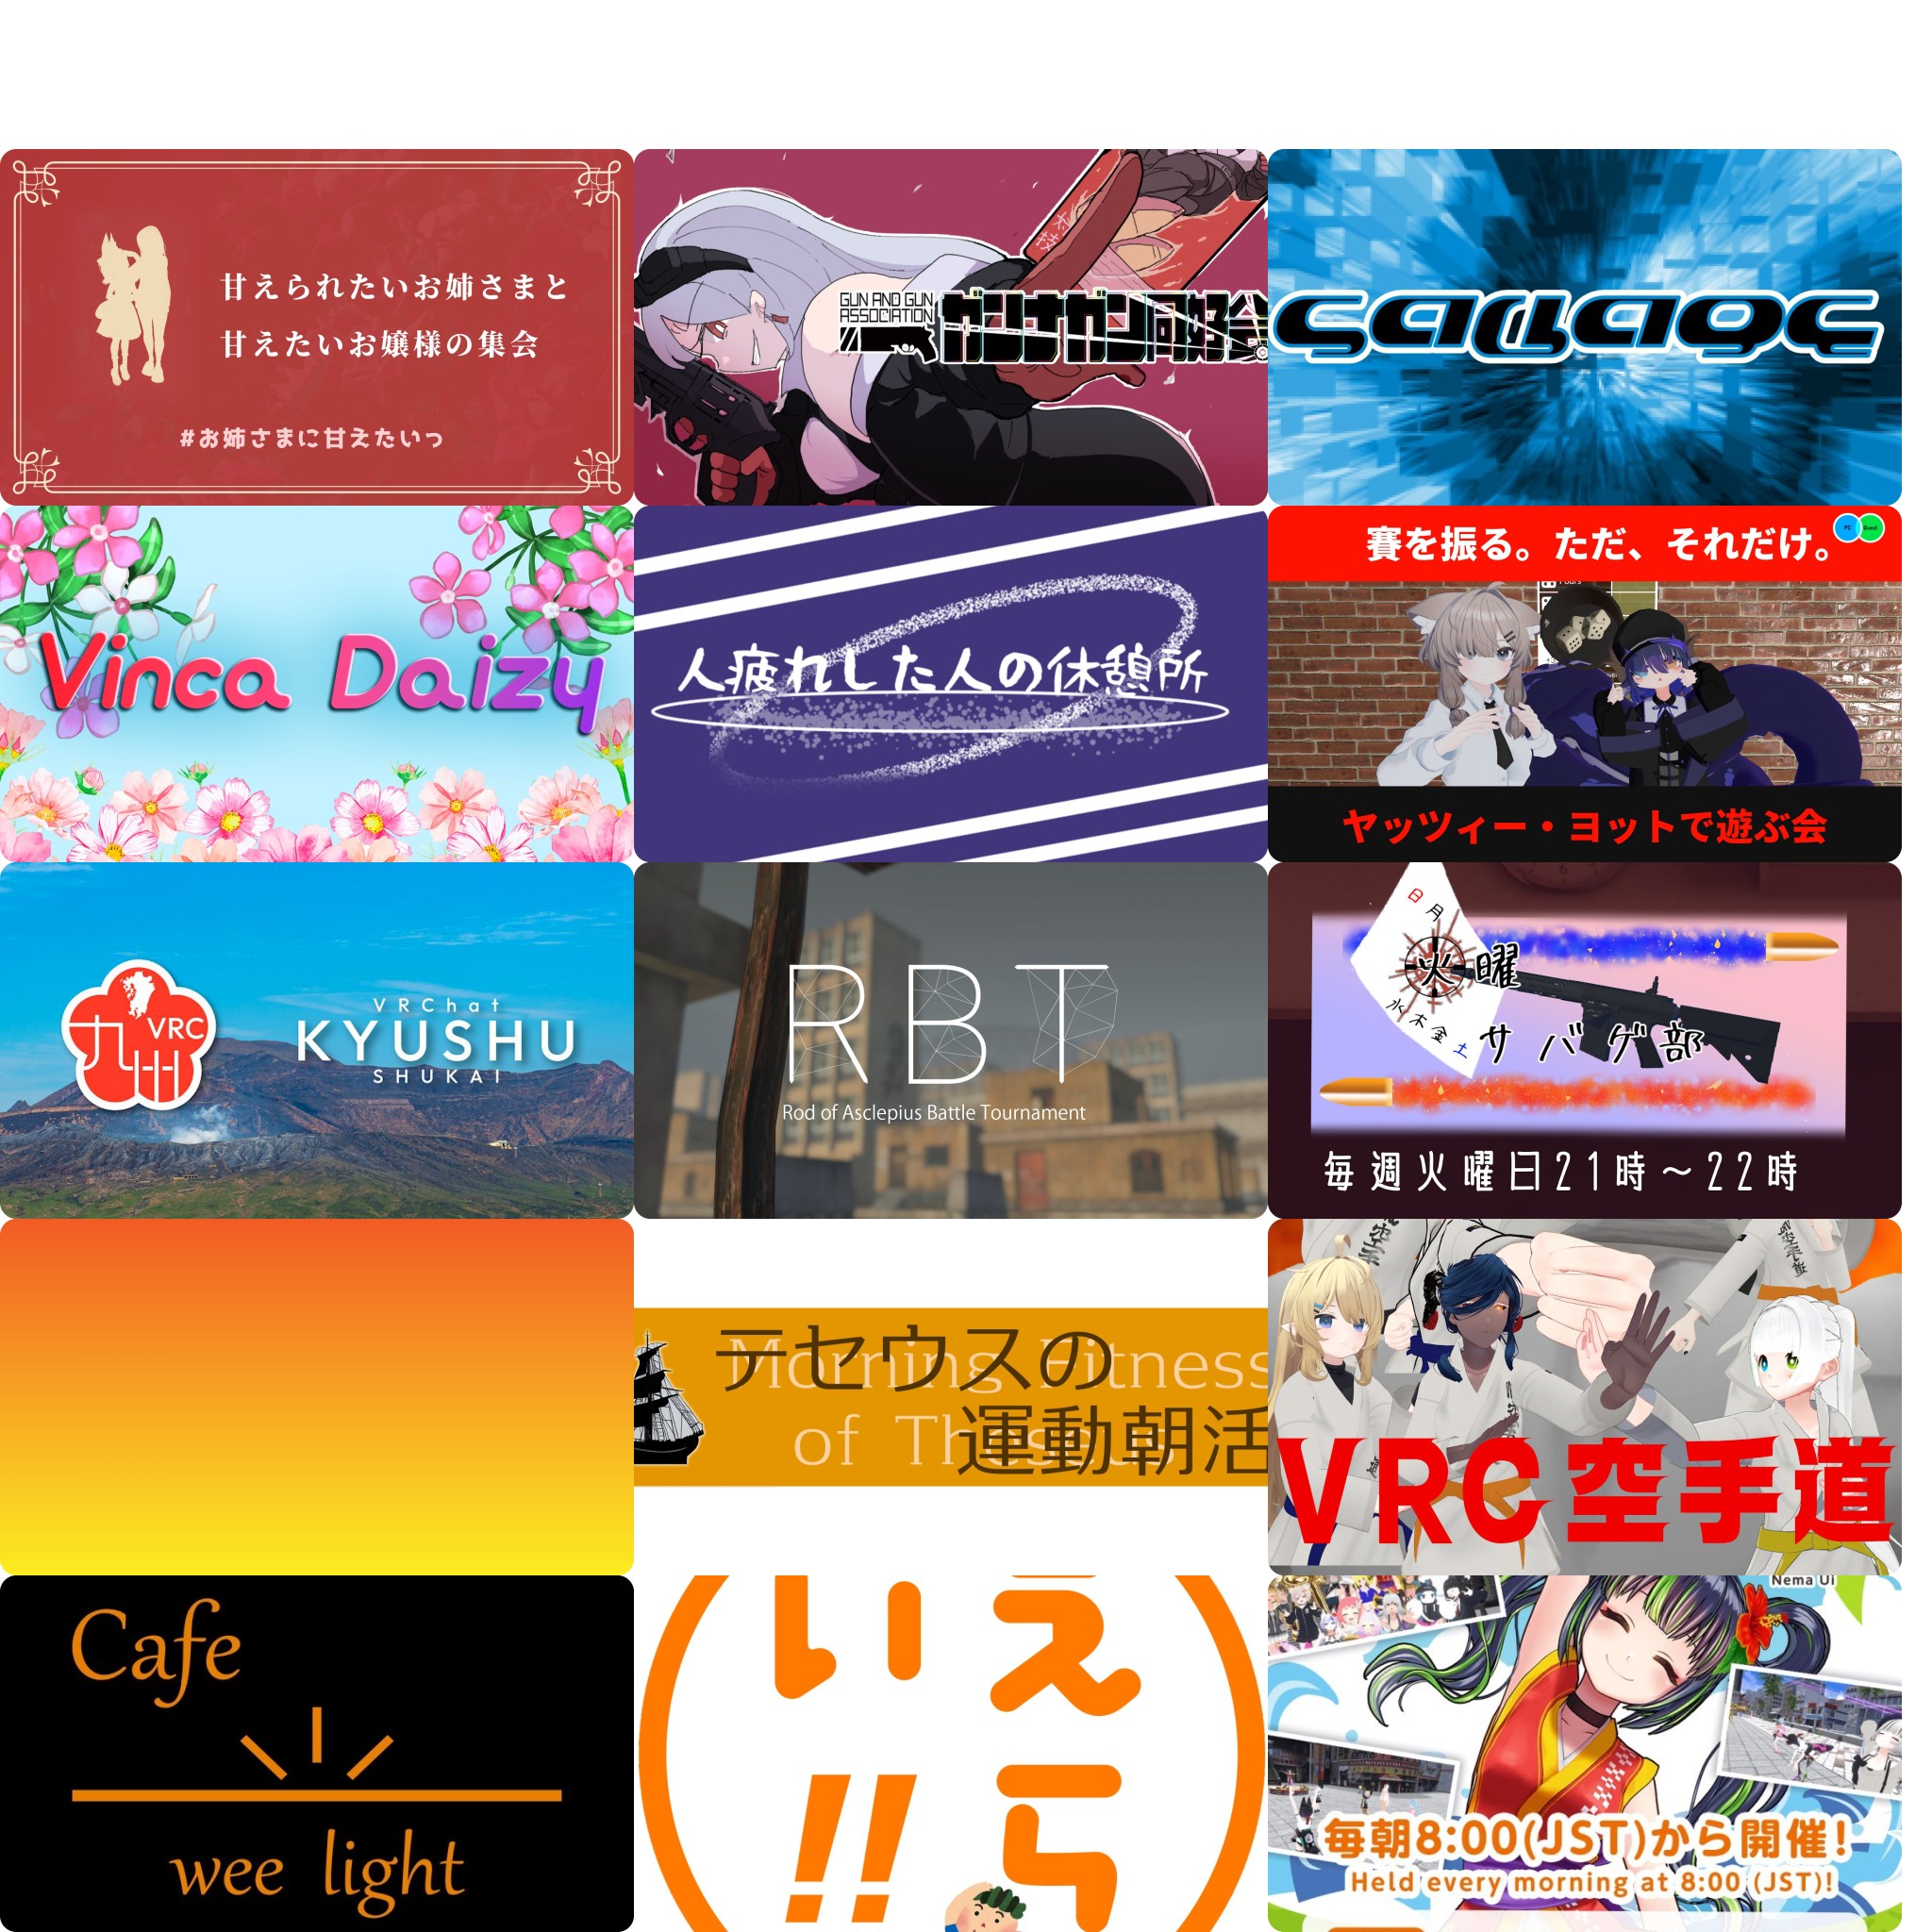 甘えられたいお姉さまと
甘えたいお嬢様の集会
#お姉さまに甘えたいっ
GUN AND GUN
ASSOCIATION
ガンナガン同好会
Vinca Daizy
人疲れした人の休憩所
賽を振る。ただ、それだけ。
PC
Quest
ヤッツィー・ヨットで遊ぶ会
九州
VRC
VRChat
KYUSHU
SHUKAI
RBT
Rod of Asclepius Battle Tournament
日月
火曜
水木金土
サバゲ部
毎週火曜日21時～22時
Morning Fitness
of Theseus
テセウスの
運動朝活
VRC空手道
Cafe
wee light
えら
い!!
Nema Ui
毎朝8:00(JST)から開催!
Held every morning at 8:00 (JST)!